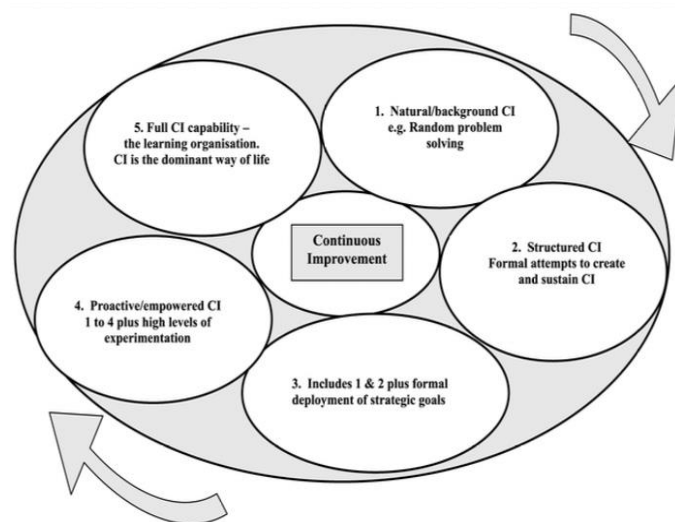 1. Natural/background CI
e.g. Random problem
solving
2. Structured CI
Formal attempts to create
and sustain CI
3. Includes 1 & 2 plus formal
deployment of strategic goals
4. Proactive/empowered CI
1 to 4 plus high levels of
experimentation
5. Full CI capability –
the learning organisation.
CI is the dominant way of life
Continuous
Improvement